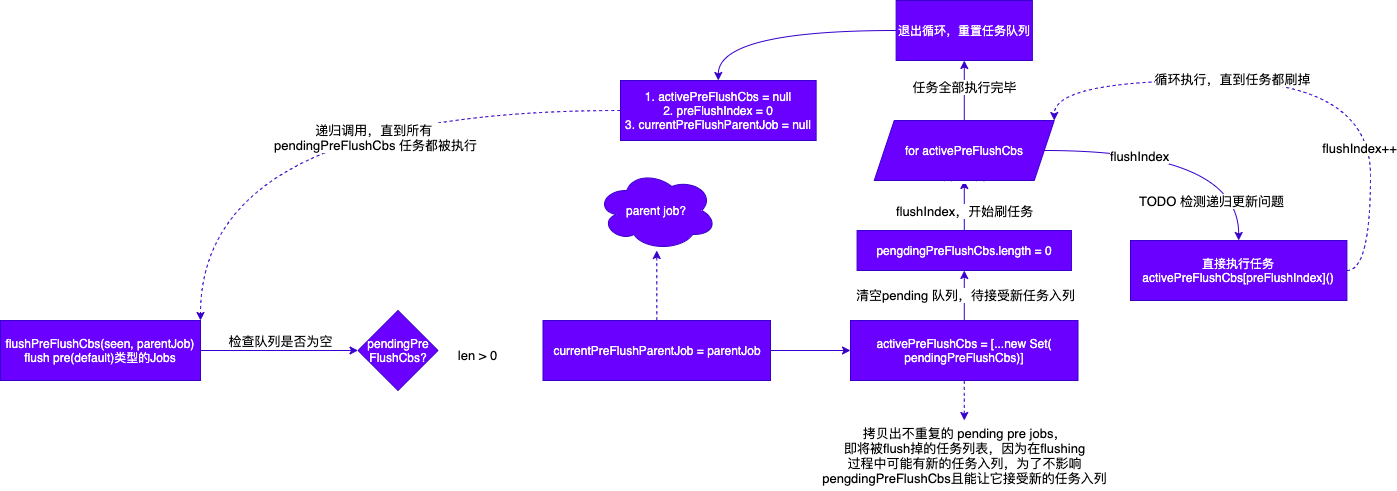 退出循环，重置任务队列
1. activePreFlushCbs = null
2. preFlushIndex = 0
3. currentPreFlushParentJob = null
任务全部执行完毕
循环执行，直到任务都刷掉
递归调用，直到所有
pendingPreFlushCbs 任务都被执行
for activePreFlushCbs
flushIndex
flushIndex++
parent job?
flushIndex，开始刷任务
TODO 检测递归更新问题
pengdingPreFlushCbs.length = 0
直接执行任务
activePreFlushCbs[preFlushIndex]()
清空pending 队列，待接受新任务入列
flushPreFlushCbs(seen, parentJob)
flush pre(default)类型的Jobs
检查队列是否为空
pendingPre
FlushCbs?
len > 0
currentPreFlushParentJob = parentJob
activePreFlushCbs = [...new Set(
pendingPreFlushCbs)]
拷贝出不重复的 pending pre jobs，
即将被flush掉的任务列表，因为在flushing
过程中可能有新的任务入列，为了不影响
pengdingPreFlushCbs且能让它接受新的任务入列